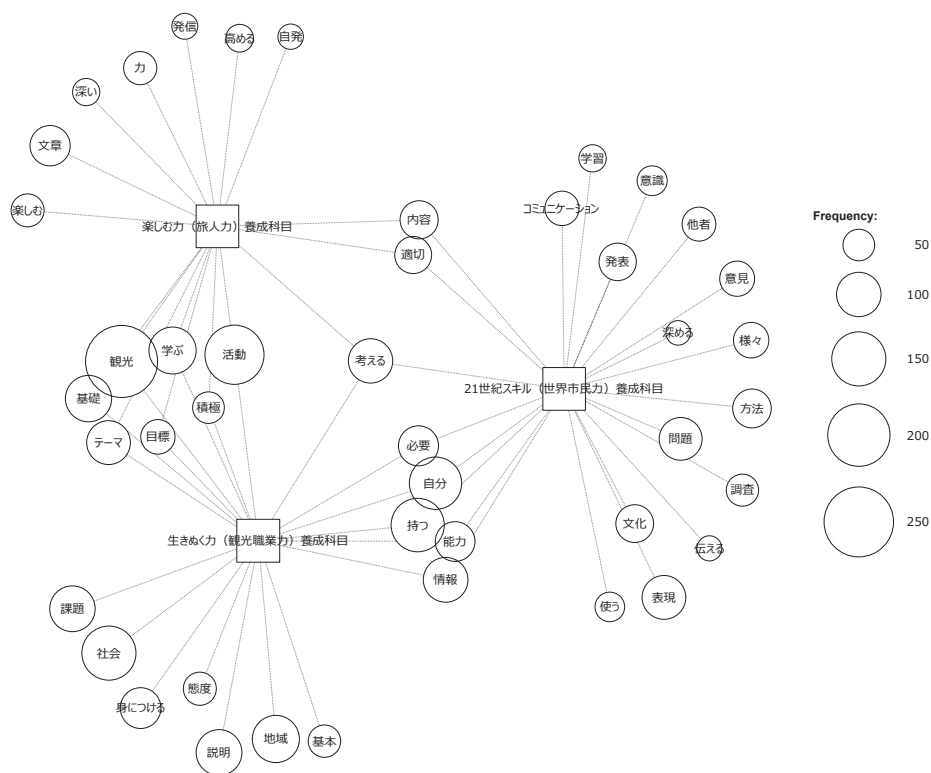 発信
高める
自発
力
深い
文章
楽しむ
楽しむ力（旅人力）養成科目
内容
適切
学習
意識
コミュニケーション
他者
発表
意見
深める
様々
Frequency:
50
100
150
200
250
観光
学ぶ
活動
考える
21世紀スキル（世界市民力）養成科目
基礎
積極
方法
テーマ
目標
必要
問題
自分
調査
持つ
文化
生きぬく力（観光職業力）養成科目
能力
伝える
情報
表現
使う
課題
社会
態度
身につける
説明
地域
基本